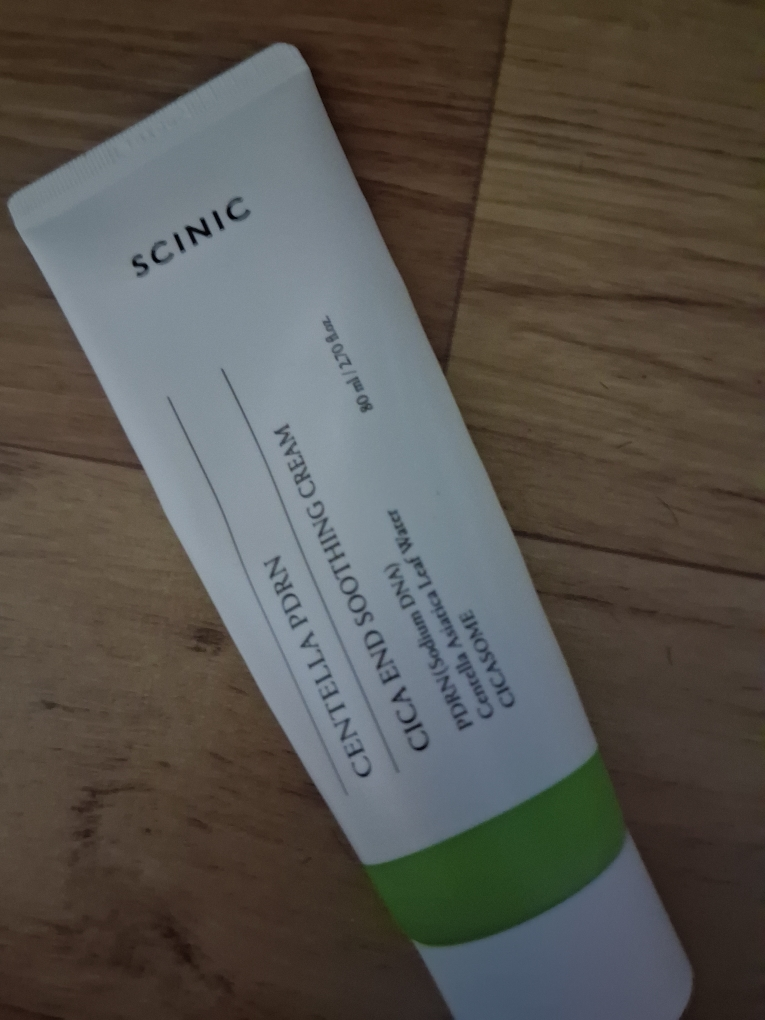 SCINIC
CENTELLA PDRN
CICA END SOOTHING CREAM
PDRN(Sodium DNA)
Centella Asiatica Leaf Water
CICASOME
80 ml / 2.70 fl.oz.